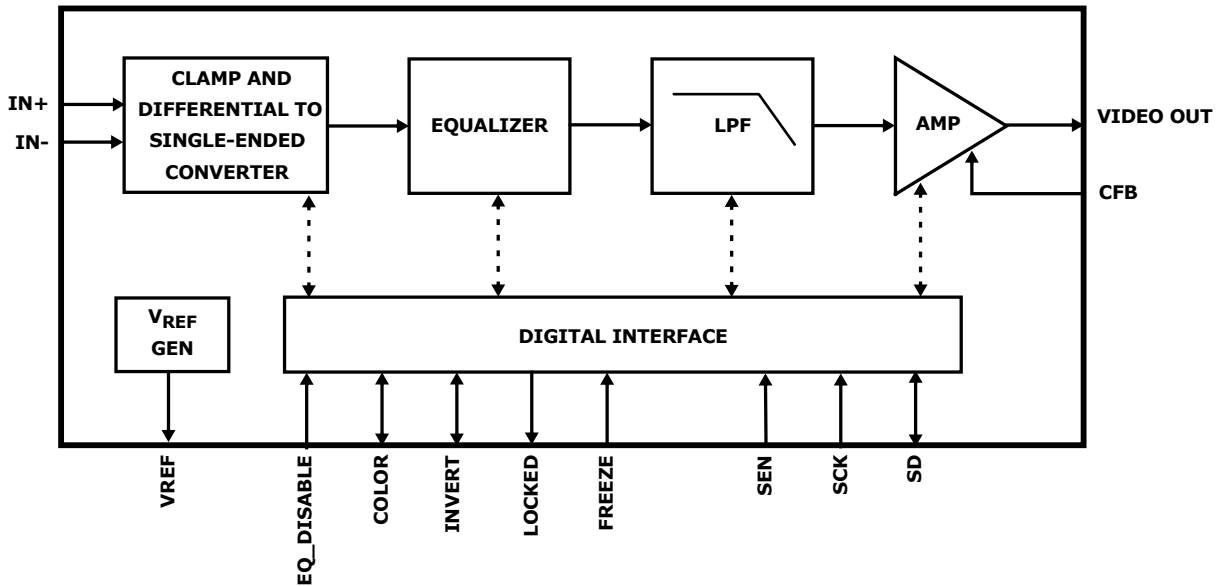 IN+
IN-
CLAMP AND
DIFFERENTIAL TO
SINGLE-ENDED
CONVERTER
EQUALIZER
LPF
AMP
VIDEO OUT
CFB
VREF
GEN
DIGITAL INTERFACE
VREF
EQ_DISABLE
COLOR
INVERT
LOCKED
FREEZE
SEN
SCK
SD